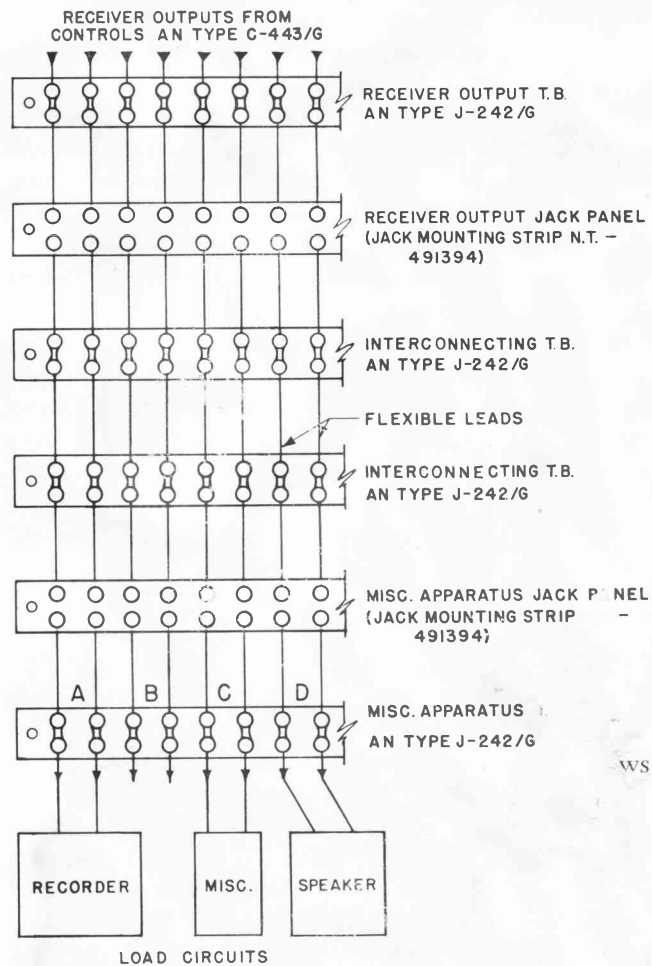 RECEIVER OUTPUTS FROM
CONTROLS AN TYPE C-443/G
RECEIVER OUTPUT T.B.
AN TYPE J-242/G
RECEIVER OUTPUT JACK PANEL
(JACK MOUNTING STRIP N.T. –
491394)
INTERCONNECTING T.B.
AN TYPE J-242/G
FLEXIBLE LEADS
INTERCONNECTING T.B.
AN TYPE J-242/G
MISC. APPARATUS JACK
(JACK MOUNTING STRIP –
491394)
A B C D
MISC. APPARATUS
AN TYPE J-242/G
WS
RECORDER MISC. SPEAKER
LOAD CIRCUITS